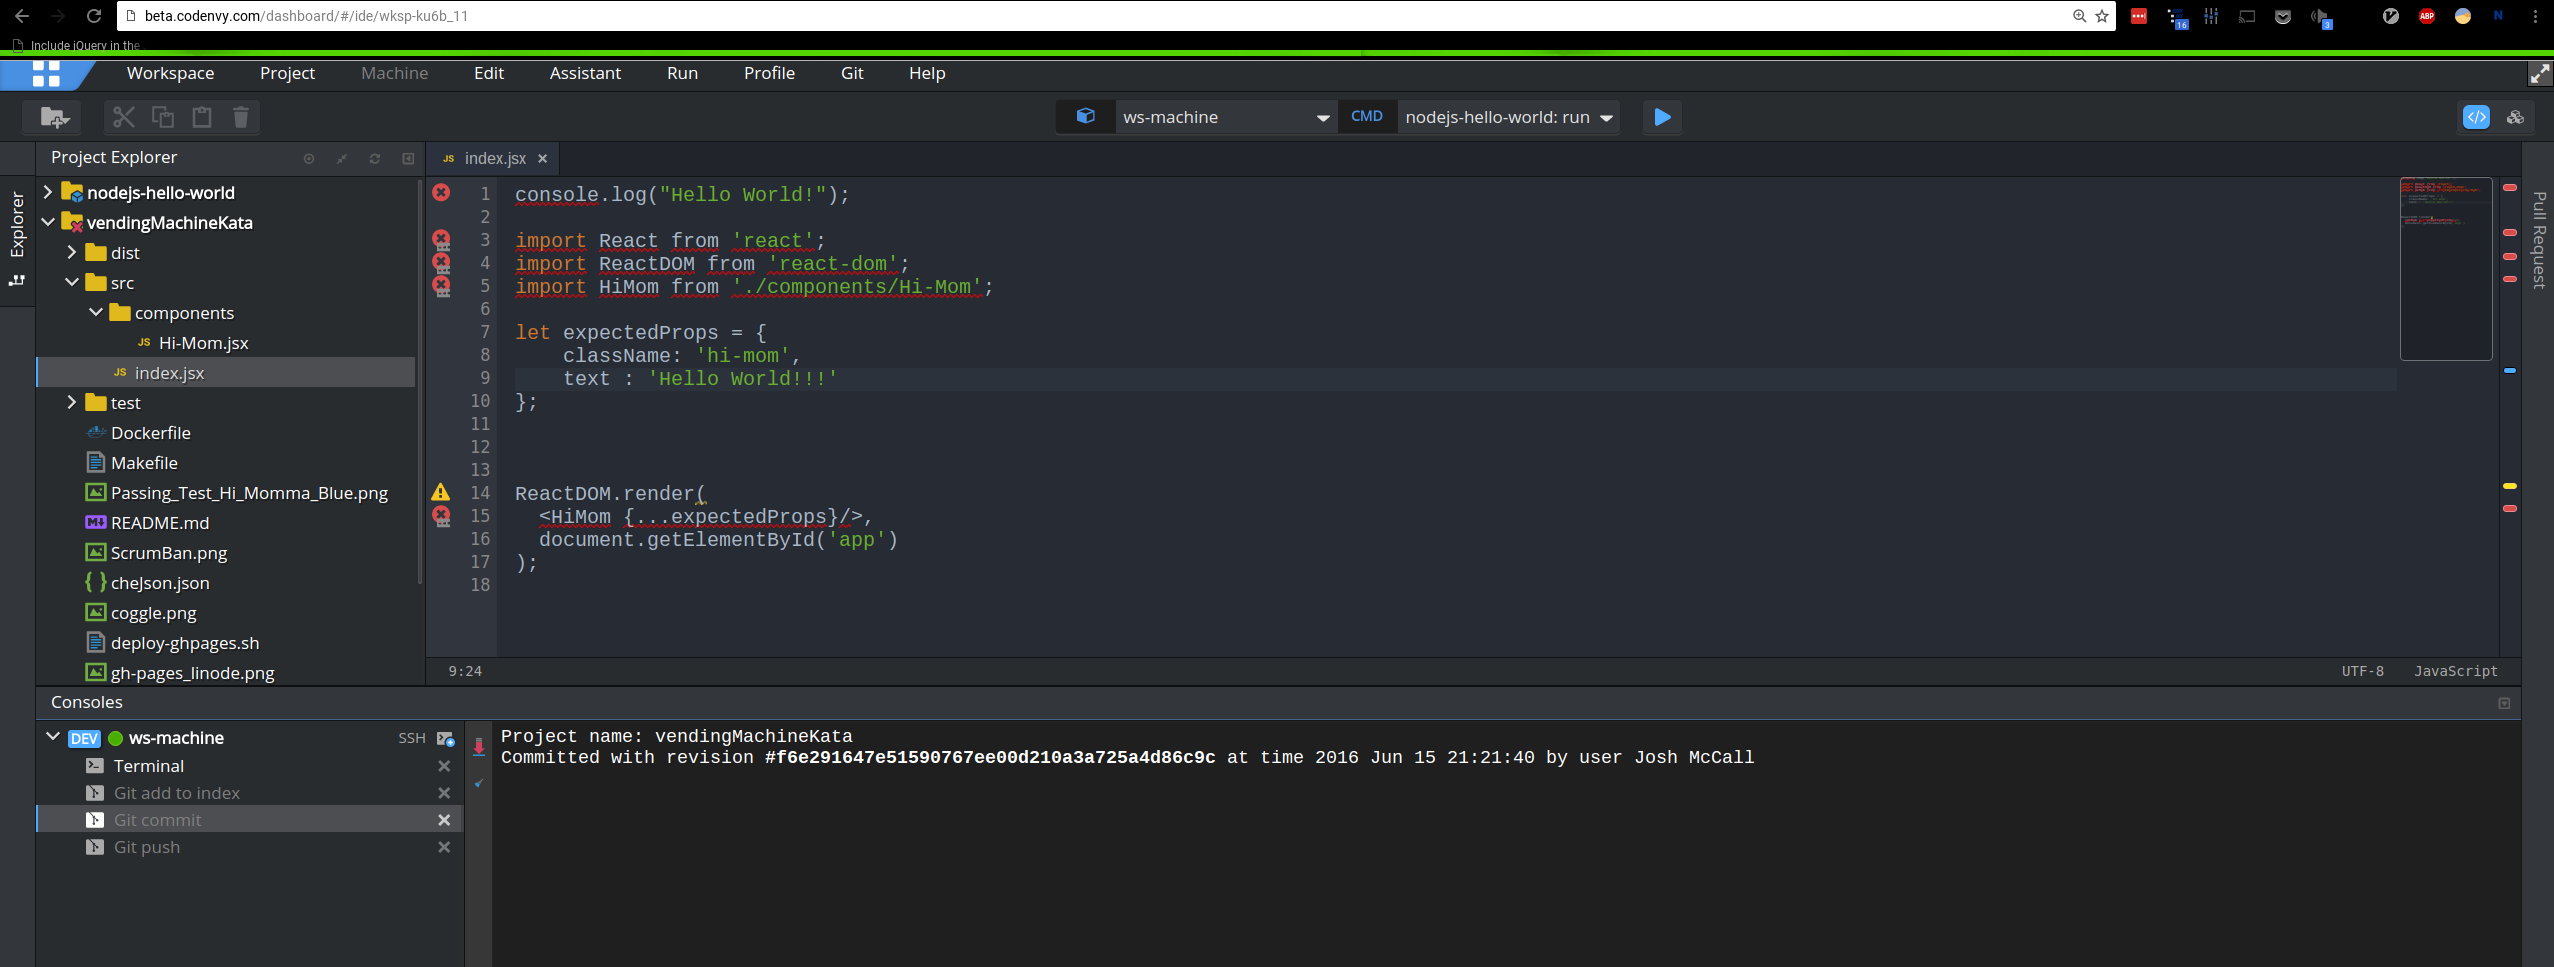 beta.codenvy.com/dashboard/#/ide/wksp-ku6b_11
16
3
ABP
N
Include jQuery in the
Workspace Project Machine Edit Assistant Run Profile Git Help
ws-machine CMD nodejs-hello-world: run
Explorer
Project Explorer
nodejs-hello-world
vendingMachineKata
dist
src
components
JS Hi-Mom.jsx
JS index.jsx
test
Dockerfile
Makefile
Passing_Test_Hi_Momma_Blue.png
README.md
ScrumBan.png
cheJson.json
coggle.png
deploy-ghpages.sh
gh-pages_linode.png
JS index.jsx
1 console.log("Hello World!");
2
3 import React from 'react';
4 import ReactDOM from 'react-dom';
5 import HiMom from './components/Hi-Mom';
6
7 let expectedProps = {
8 className: 'hi-mom',
9 text : 'Hello World!!!'
10 };
11
12
13
14 ReactDOM.render(
15 <HiMom {...expectedProps}/>,
16 document.getElementById('app')
17 );
18
9:24 UTF-8 JavaScript
Pull Request
Consoles
DEV ws-machine SSH
Terminal
Git add to index
Git commit
Git push
Project name: vendingMachineKata
Committed with revision #f6e291647e51590767ee00d210a3a725a4d86c9c at time 2016 Jun 15 21:21:40 by user Josh McCall